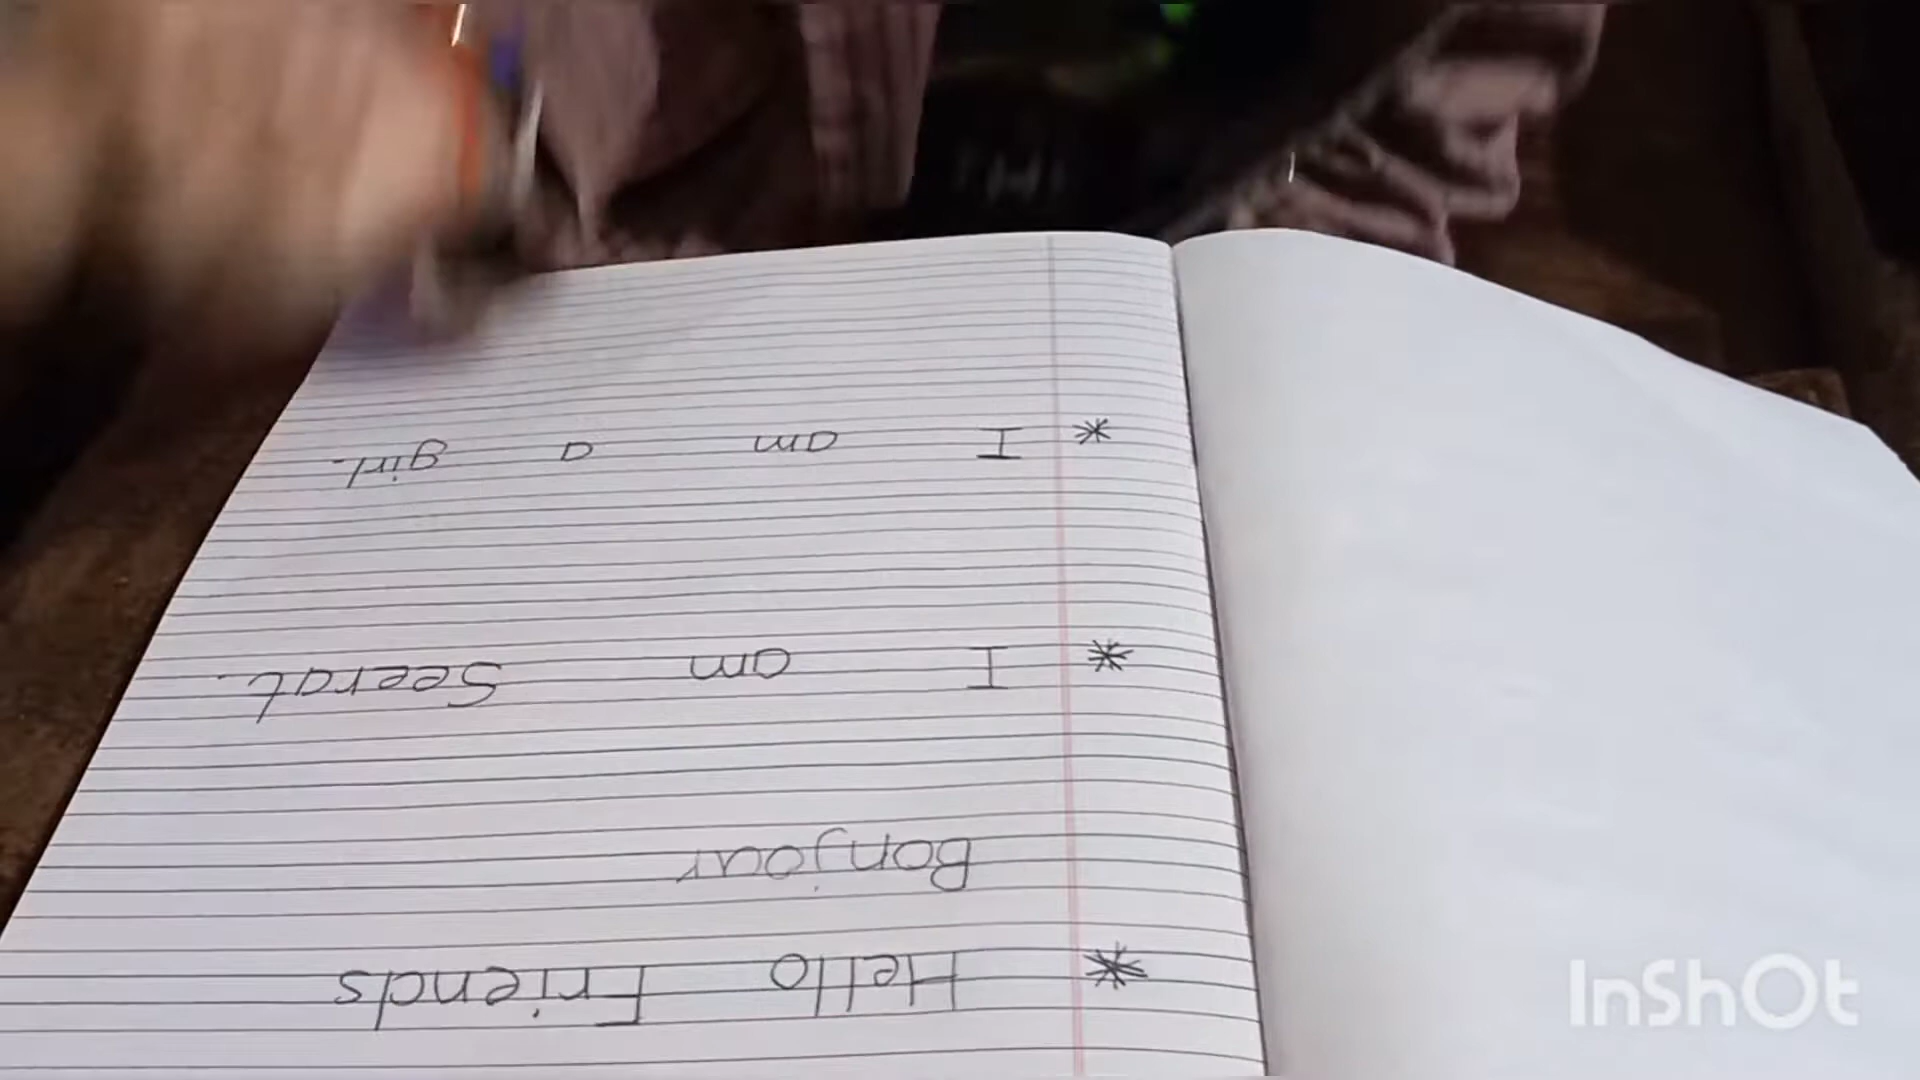 * Hello Friends
Bonjour
* I am Seerat.
* I am a girl.
InShOt